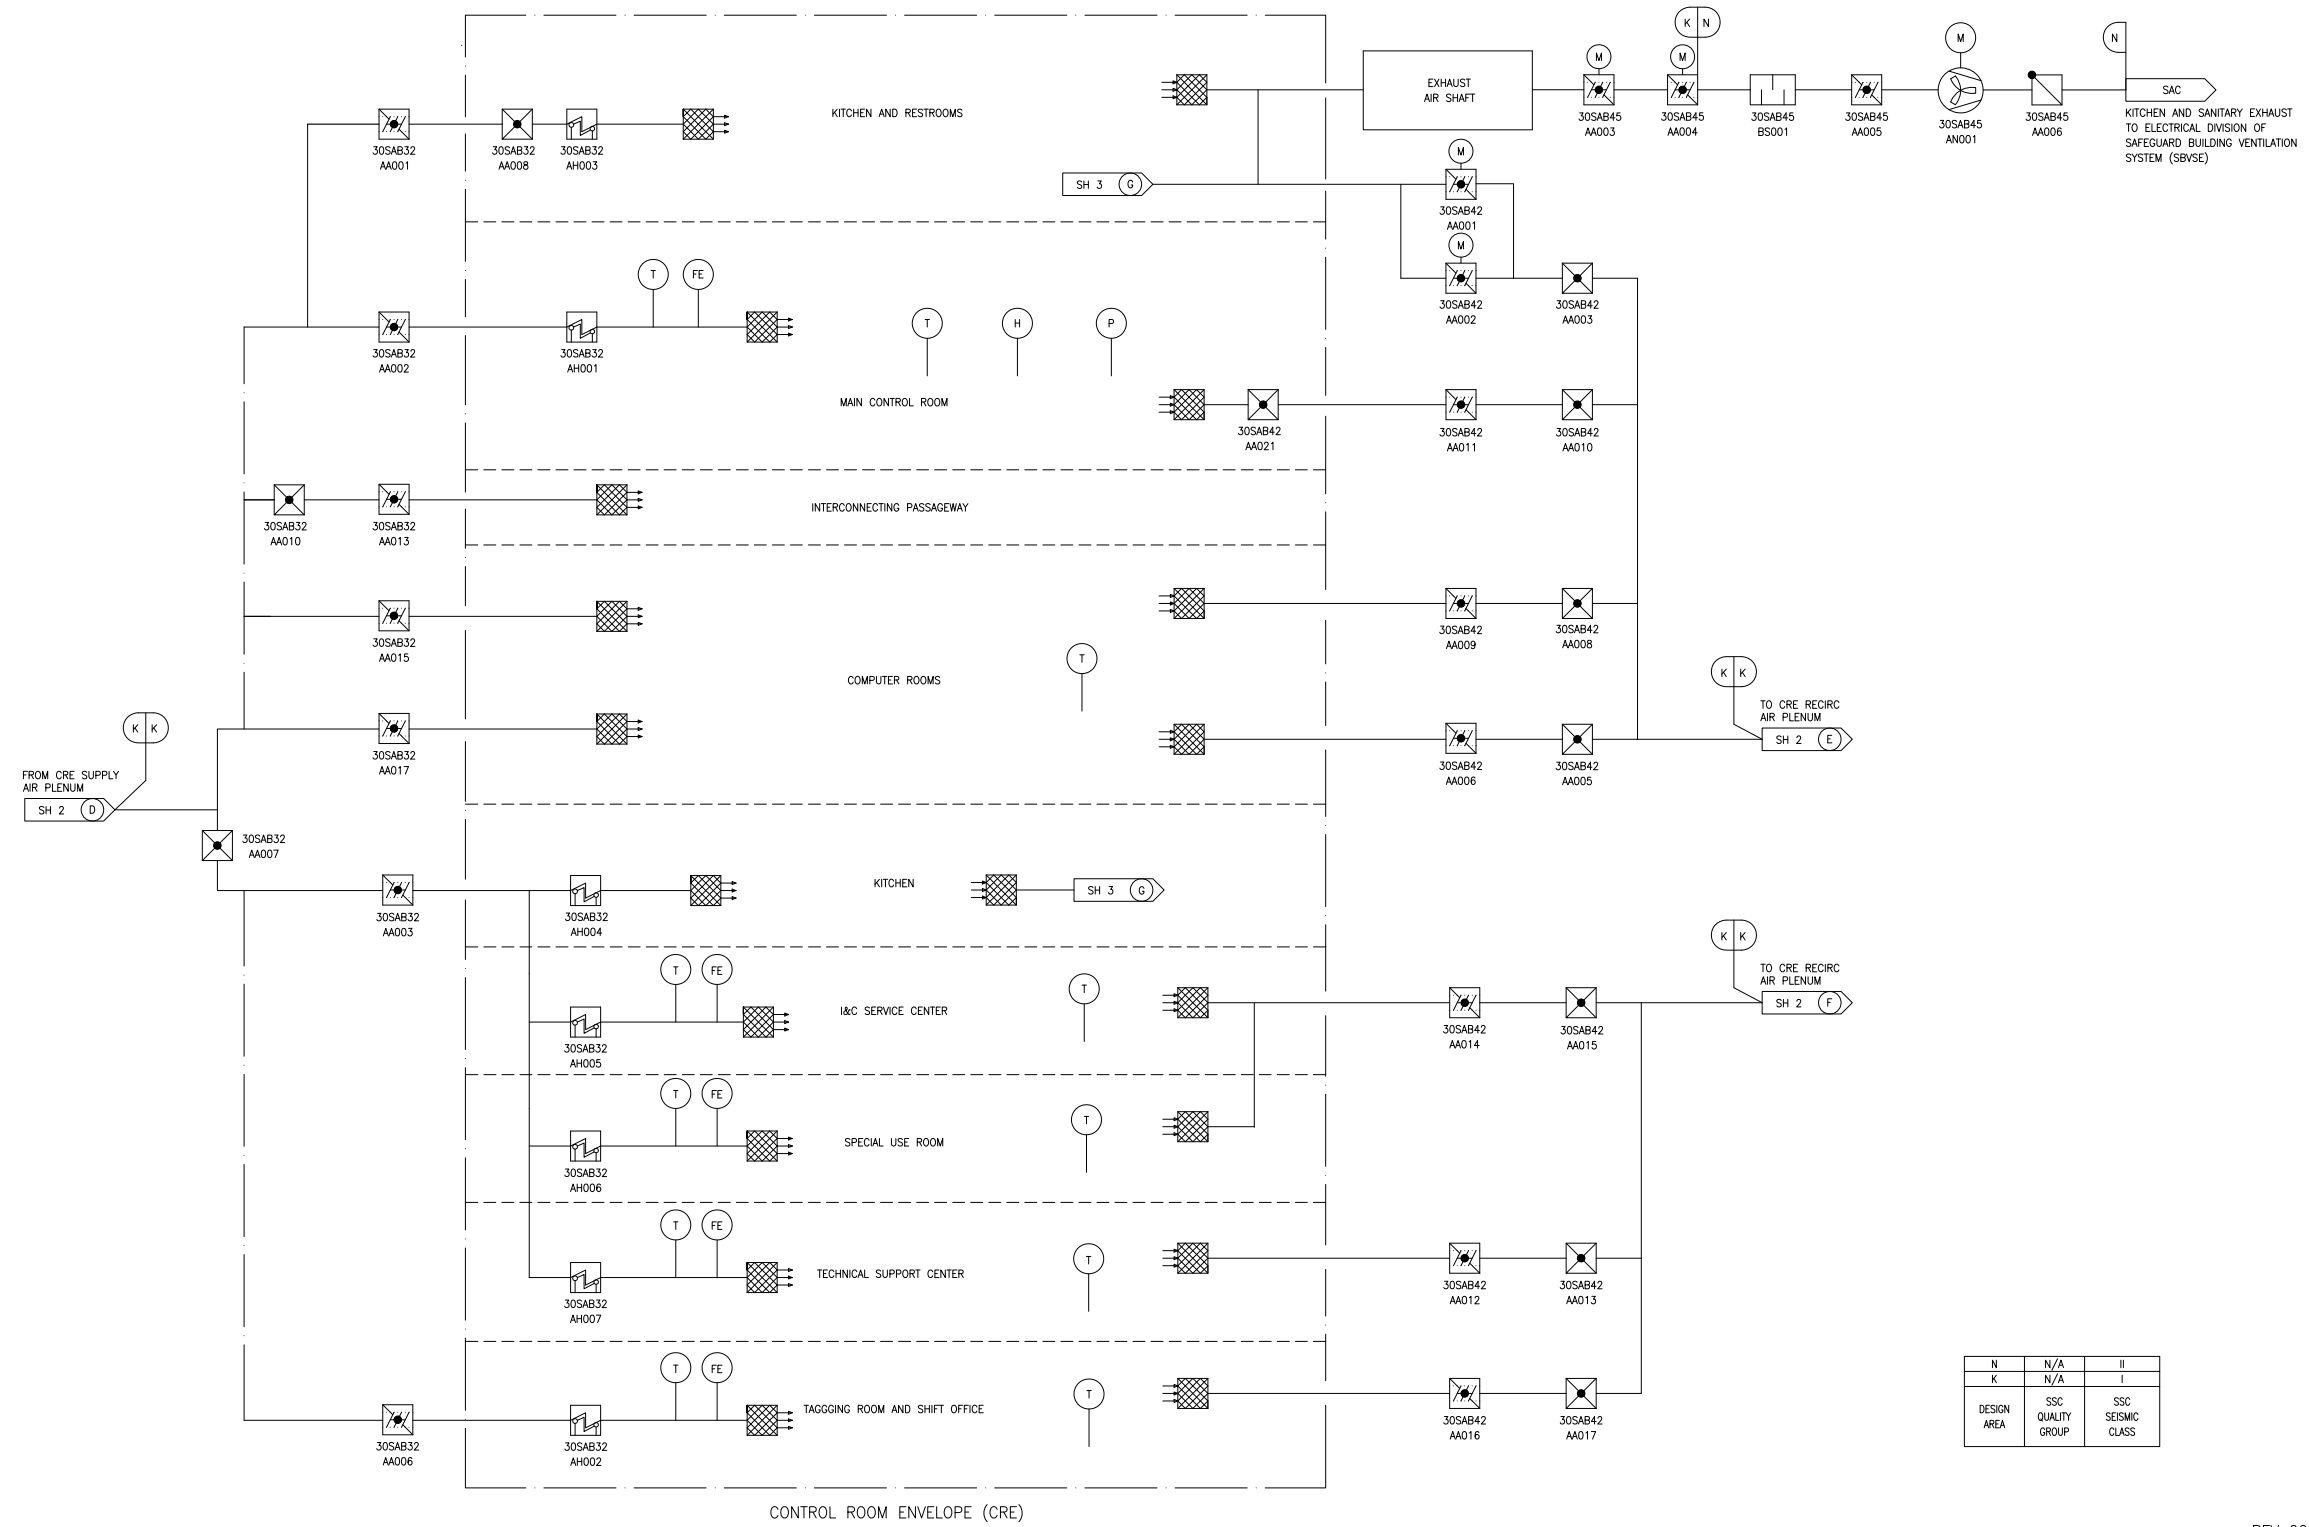 K N
M
M
M
N
EXHAUST
AIR SHAFT
SAC
30SAB45
AA003
30SAB45
AA004
30SAB45
BS001
30SAB45
AA005
30SAB45
AN001
30SAB45
AA006
KITCHEN AND SANITARY EXHAUST
TO ELECTRICAL DIVISION OF
SAFEGUARD BUILDING VENTILATION
SYSTEM (SBVSE)
KITCHEN AND RESTROOMS
30SAB32
AA001
30SAB32
AA008
30SAB32
AH003
SH 3 G
M
30SAB42
AA001
M
30SAB42
AA002
30SAB42
AA003
T
FE
30SAB32
AA002
30SAB32
AH001
T
H
P
MAIN CONTROL ROOM
30SAB42
AA021
30SAB42
AA011
30SAB42
AA010
30SAB32
AA010
30SAB32
AA013
INTERCONNECTING PASSAGEWAY
30SAB32
AA015
30SAB42
AA009
30SAB42
AA008
T
COMPUTER ROOMS
30SAB32
AA017
30SAB42
AA006
30SAB42
AA005
K K
TO CRE RECIRC
AIR PLENUM
SH 2 E
K K
FROM CRE SUPPLY
AIR PLENUM
SH 2 D
30SAB32
AA007
30SAB32
AA003
30SAB32
AH004
KITCHEN
SH 3 G
T
FE
30SAB32
AH005
I&C SERVICE CENTER
T
30SAB42
AA014
30SAB42
AA015
K K
TO CRE RECIRC
AIR PLENUM
SH 2 F
T
FE
30SAB32
AH006
SPECIAL USE ROOM
T
T
FE
30SAB32
AH007
TECHNICAL SUPPORT CENTER
T
30SAB42
AA012
30SAB42
AA013
T
FE
30SAB32
AA006
30SAB32
AH002
TAGGGING ROOM AND SHIFT OFFICE
T
30SAB42
AA016
30SAB42
AA017
N N/A II
K N/A I
DESIGN
AREA
SSC
QUALITY
GROUP
SSC
SEISMIC
CLASS
CONTROL ROOM ENVELOPE (CRE)